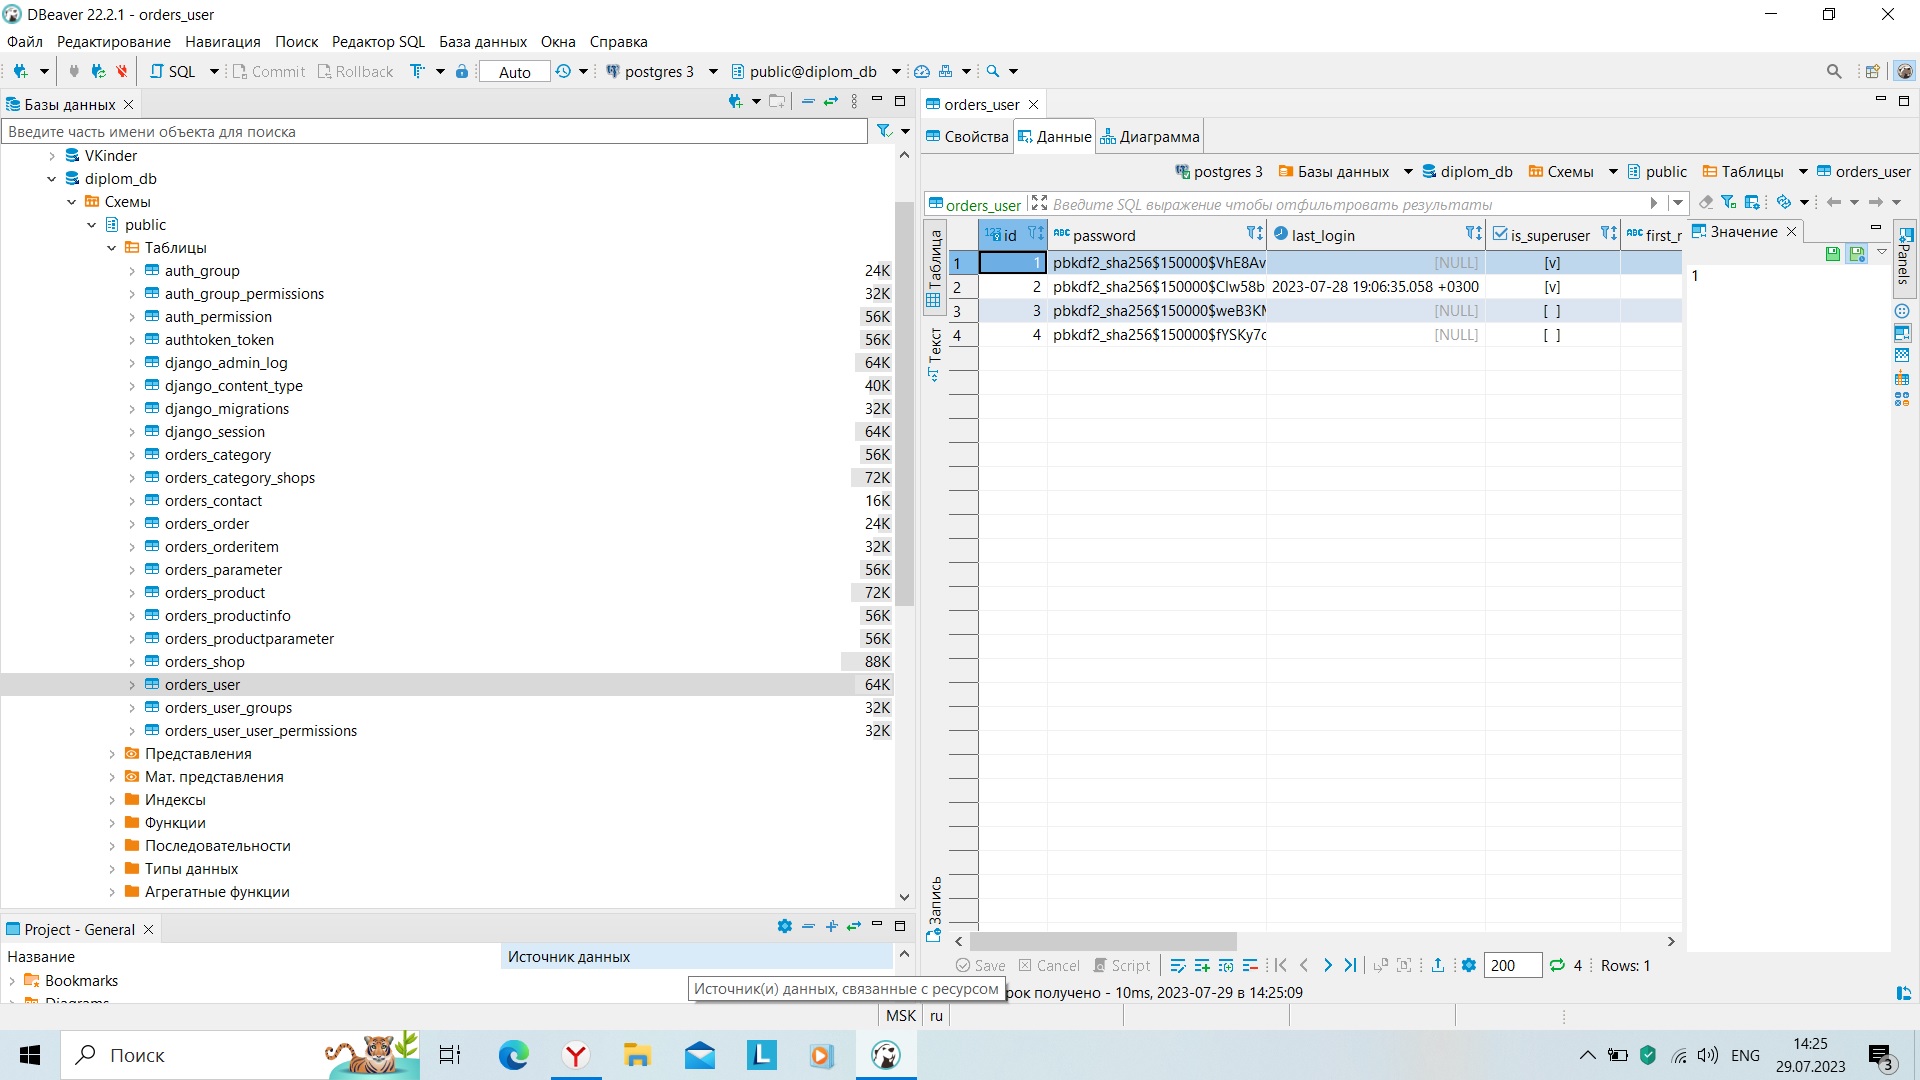 DBeaver 22.2.1 - orders_user
Файл Редактирование Навигация Поиск Редактор SQL База данных Окна Справка
SQL Commit Rollback Auto postgres 3 public@diplom_db
Базы данных
Введите часть имени объекта для поиска
VKinder
diplom_db
Схемы
public
Таблицы
auth_group 24K
auth_group_permissions 32K
auth_permission 56K
authtoken_token 56K
django_admin_log 64K
django_content_type 40K
django_migrations 32K
django_session 64K
orders_category 56K
orders_category_shops 72K
orders_contact 16K
orders_order 24K
orders_orderitem 32K
orders_parameter 56K
orders_product 72K
orders_productinfo 56K
orders_productparameter 56K
orders_shop 88K
orders_user 64K
orders_user_groups 32K
orders_user_user_permissions 32K
Представления
Мат. представления
Индексы
Функции
Последовательности
Типы данных
Агрегатные функции
Project - General
Название Источник данных
Bookmarks
Diagrams
Источник(и) данных, связанные с ресурсом
orders_user
Свойства Данные Диаграмма
postgres 3 Базы данных diplom_db Схемы public Таблицы orders_user
orders_user Введите SQL выражение чтобы отфильтровать результаты
Таблица
Текст
Запись
123 id ABC password last_login is_superuser ABC first_r
1 1 pbkdf2_sha256$150000$VhE8Av [NULL] [v]
2 2 pbkdf2_sha256$150000$Clw58b 2023-07-28 19:06:35.058 +0300 [v]
3 3 pbkdf2_sha256$150000$weB3KM [NULL] [ ]
4 4 pbkdf2_sha256$150000$fYSKy7c [NULL] [ ]
Значение
1
Panels
Save Cancel Script 200 4 Rows: 1
рок получено - 10ms, 2023-07-29 в 14:25:09
MSK ru
Поиск
ENG
14:25
29.07.2023
3